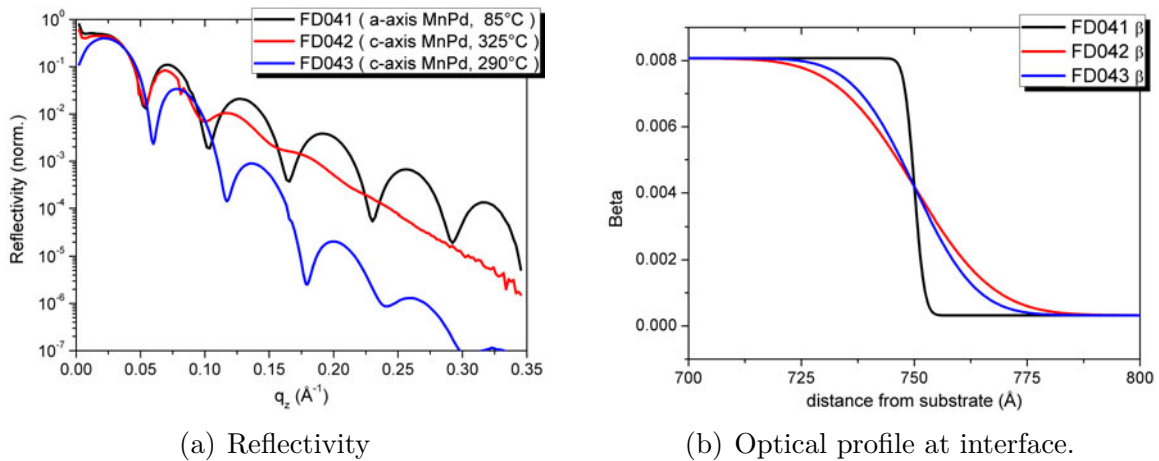 FD041 ( a-axis MnPd, 85°C )
FD042 ( c-axis MnPd, 325°C )
FD043 ( c-axis MnPd, 290°C )
Reflectivity (norm.)
10⁰
10⁻¹
10⁻²
10⁻³
10⁻⁴
10⁻⁵
10⁻⁶
10⁻⁷
0.00 0.05 0.10 0.15 0.20 0.25 0.30 0.35
q_z (Å⁻¹)
(a) Reflectivity
FD041 β
FD042 β
FD043 β
Beta
0.008
0.006
0.004
0.002
0.000
700 725 750 775 800
distance from substrate (Å)
(b) Optical profile at interface.